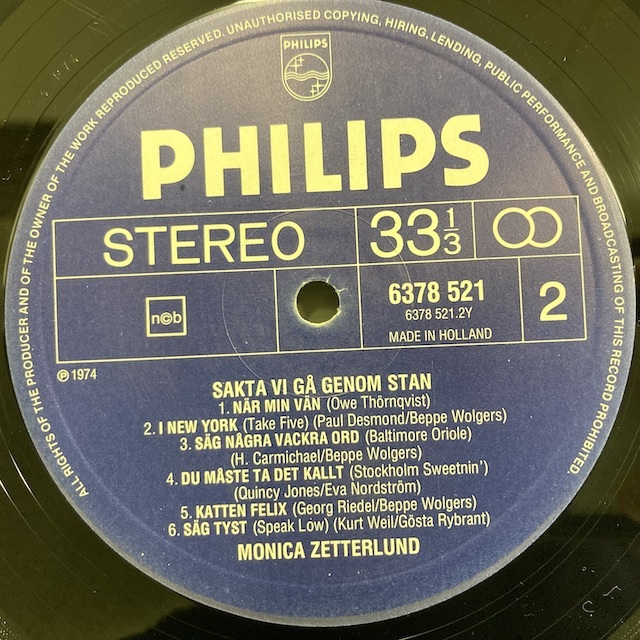 ALL RIGHTS OF THE PRODUCER AND OF THE OWNER OF THE WORK REPRODUCED RESERVED. UNAUTHORISED COPYING, HIRING, LENDING, PUBLIC PERFORMANCE AND BROADCASTING OF THIS RECORD PROHIBITED.
PHILIPS
PHILIPS
STEREO
33 1/3
ncb
6378 521
6378 521.2Y
MADE IN HOLLAND
2
℗ 1974
SAKTA VI GÅ GENOM STAN
1. NÄR MIN VÄN (Owe Thörnqvist)
2. I NEW YORK (Take Five) (Paul Desmond/Beppe Wolgers)
3. SÄG NÅGRA VACKRA ORD (Baltimore Oriole)
(H. Carmichael/Beppe Wolgers)
4. DU MÅSTE TA DET KALLT (Stockholm Sweetnin')
(Quincy Jones/Eva Nordström)
5. KATTEN FELIX (Georg Riedel/Beppe Wolgers)
6. SÄG TYST (Speak Löw) (Kurt Weil/Gösta Rybrant)
MONICA ZETTERLUND